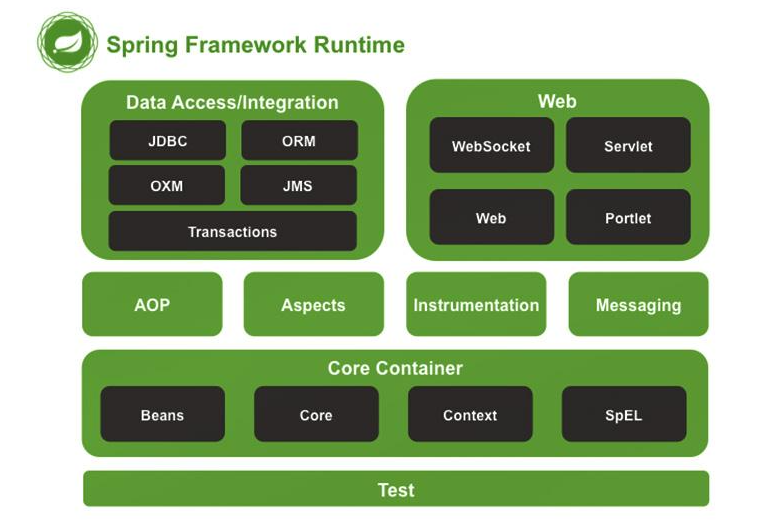 Spring Framework Runtime
Data Access/Integration
JDBC
ORM
OXM
JMS
Transactions
Web
WebSocket
Servlet
Web
Portlet
AOP
Aspects
Instrumentation
Messaging
Core Container
Beans
Core
Context
SpEL
Test